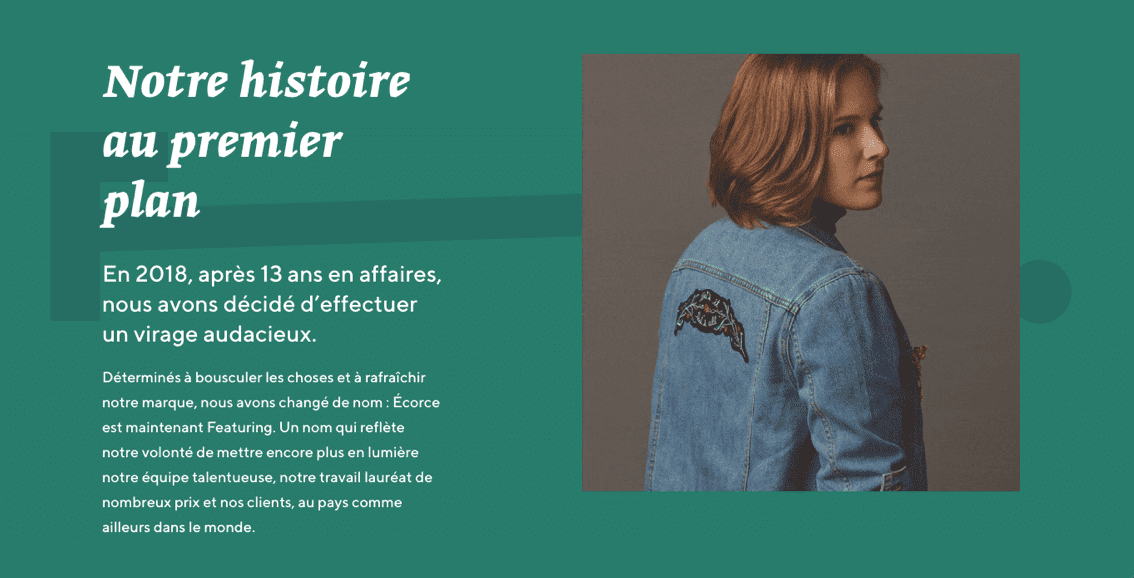 Notre histoire
au premier
plan
En 2018, après 13 ans en affaires,
nous avons décidé d’effectuer
un virage audacieux.
Déterminés à bousculer les choses et à rafraîchir
notre marque, nous avons changé de nom : Écorce
est maintenant Featuring. Un nom qui reflète
notre volonté de mettre encore plus en lumière
notre équipe talentueuse, notre travail lauréat de
nombreux prix et nos clients, au pays comme
ailleurs dans le monde.